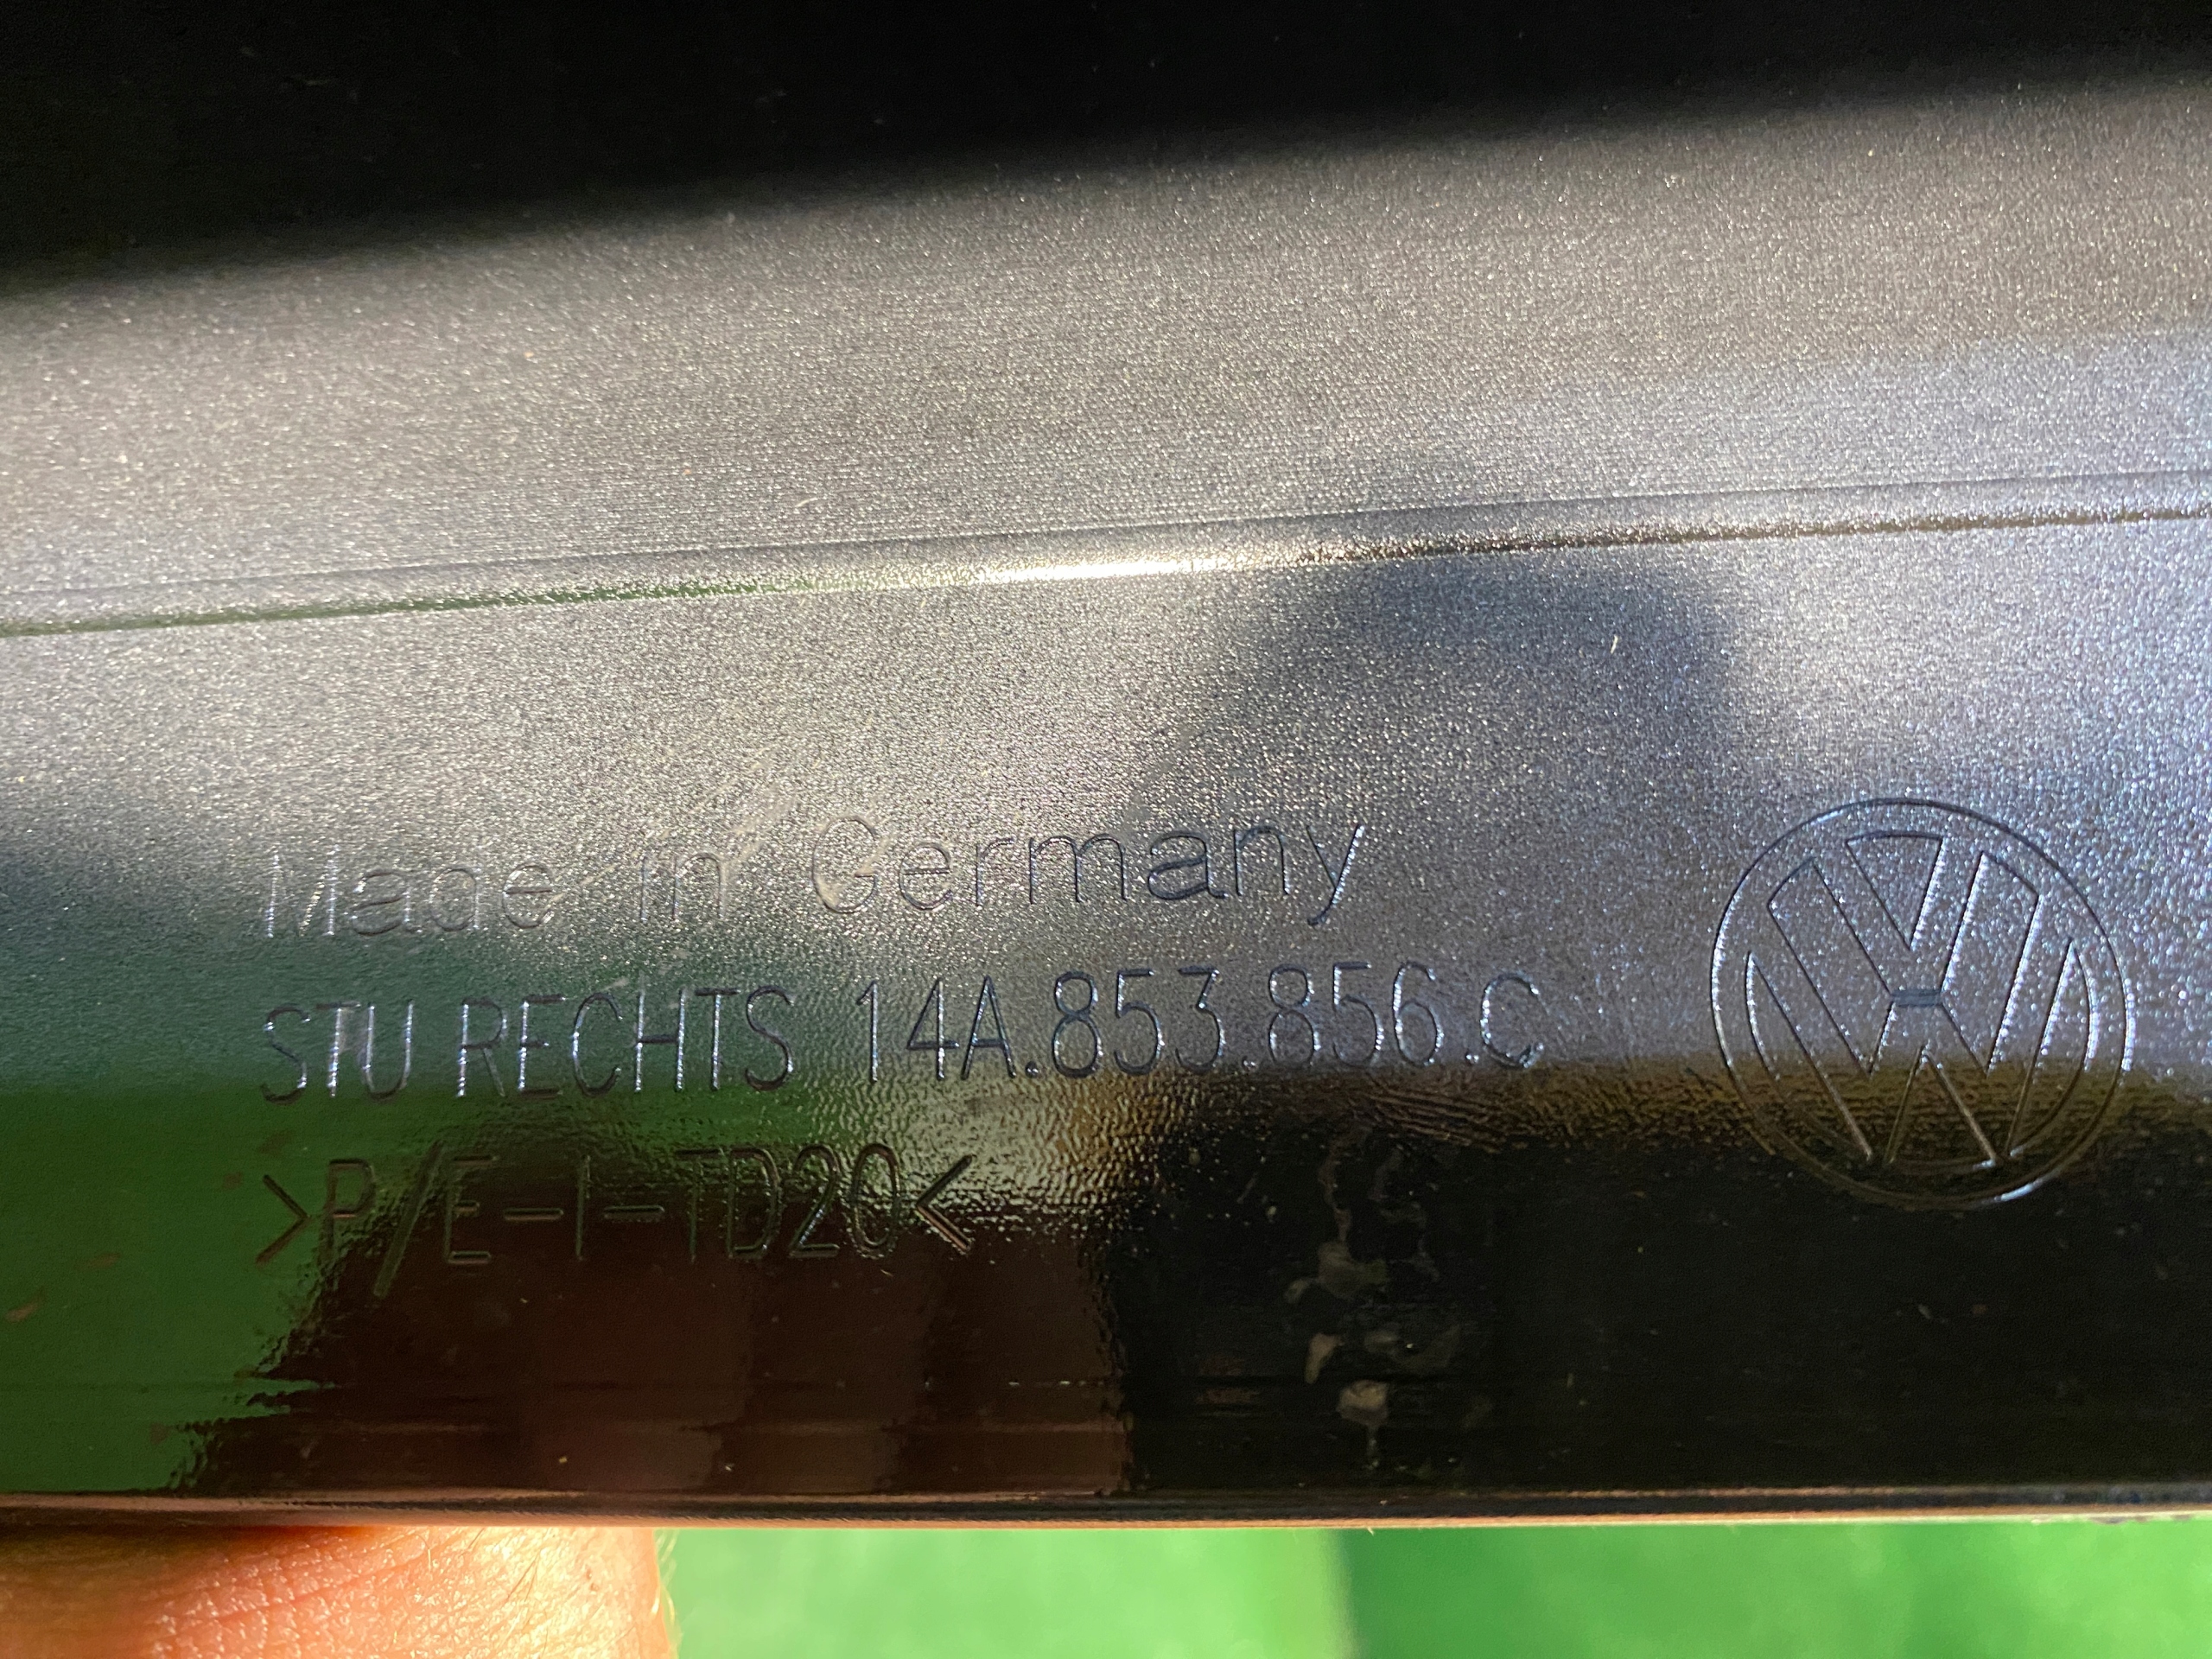 Made in Germany
STU RECHTS 14A.853.856.C
>P/E-I-TD20<